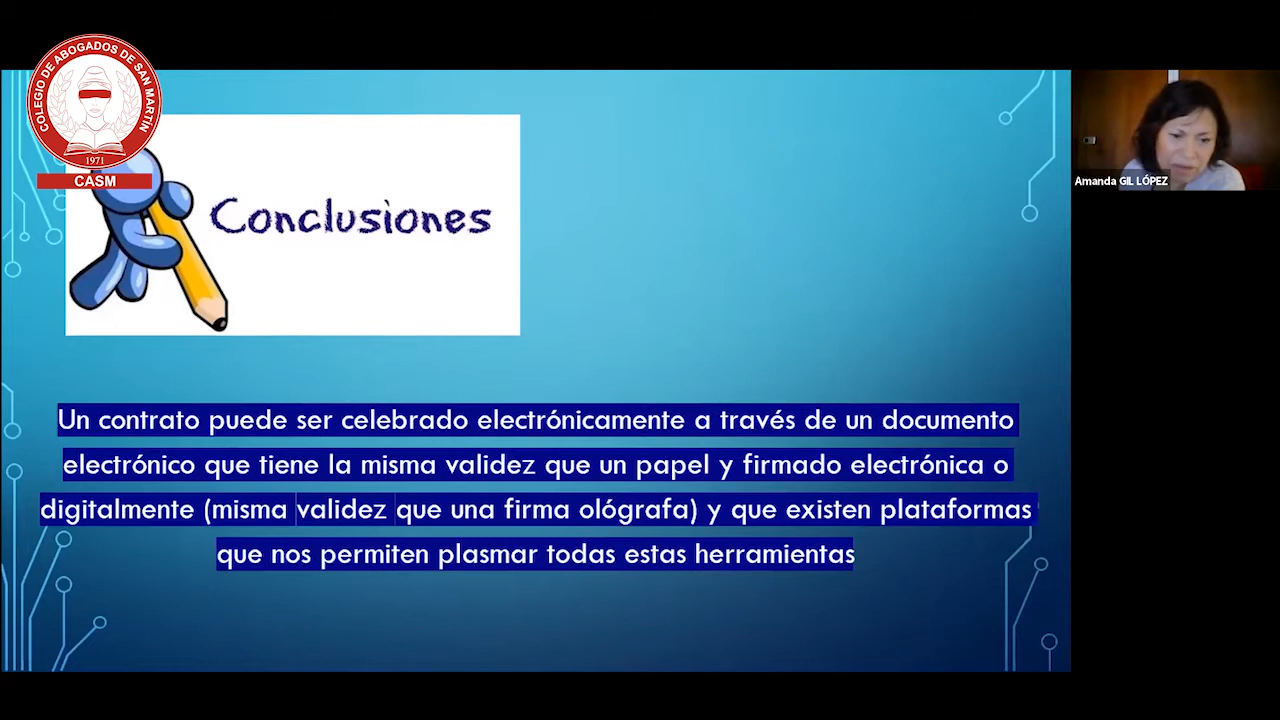 COLEGIO DE ABOGADOS DE SAN MARTÍN
1971
CASM
Conclusiones
Amanda GIL LÓPEZ
Un contrato puede ser celebrado electrónicamente a través de un documento
electrónico que tiene la misma validez que un papel y firmado electrónica o
digitalmente (misma validez que una firma ológrafa) y que existen plataformas
que nos permiten plasmar todas estas herramientas